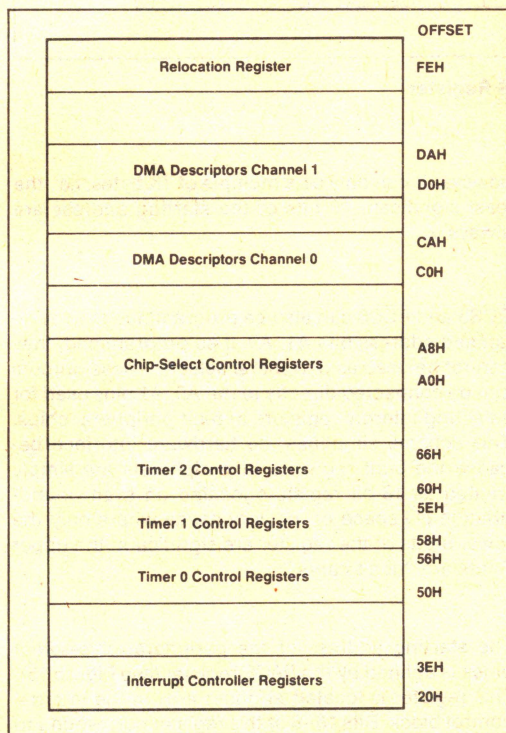 OFFSET
Relocation Register FEH
DAH
DMA Descriptors Channel 1
D0H
CAH
DMA Descriptors Channel 0
C0H
A8H
Chip-Select Control Registers
A0H
66H
Timer 2 Control Registers
60H
5EH
Timer 1 Control Registers
58H
56H
Timer 0 Control Registers
50H
3EH
Interrupt Controller Registers
20H